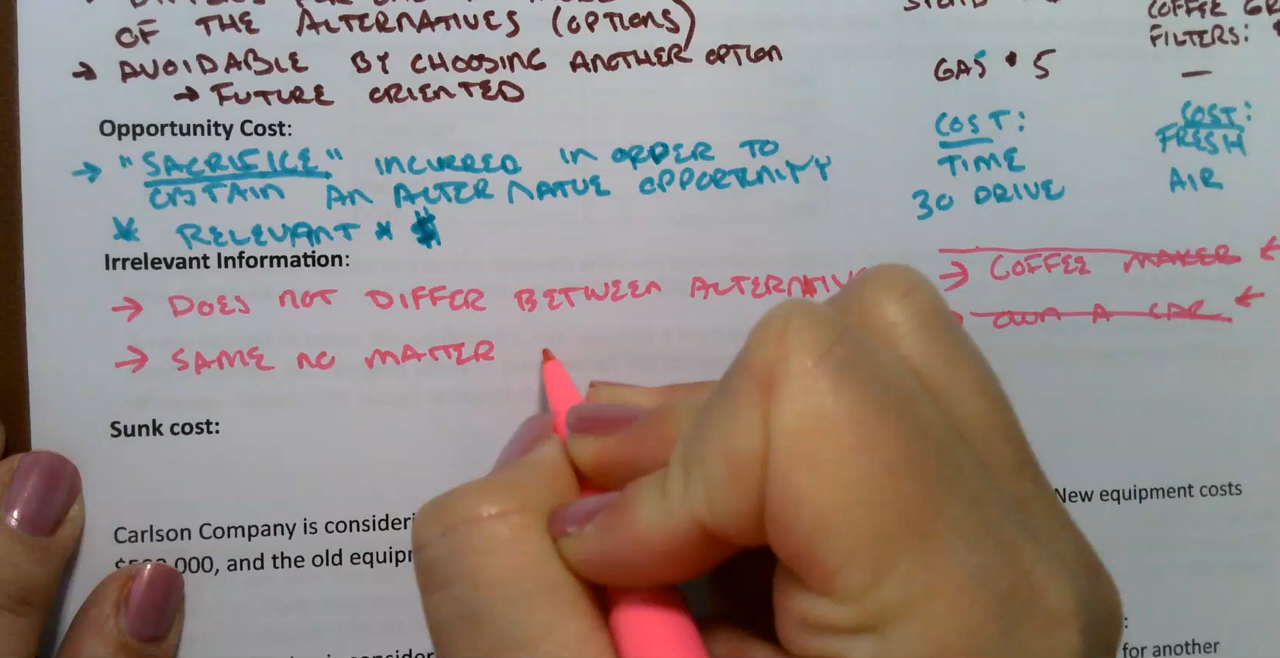 OF THE ALTERNATIVES (OPTIONS)
→ AVOIDABLE BY CHOOSING ANOTHER OPTION
→ FUTURE ORIENTED
Opportunity Cost:
→ "SACRIFICE" INCURRED IN ORDER TO
OBTAIN AN ALTERNATIVE OPPORTUNITY
* RELEVANT * $
Irrelevant Information:
→ DOES NOT DIFFER BETWEEN
→ SAME NO MATTER
Sunk cost:
Carlson Company is consideri
000, and the old equipm
COFFEE GR
FILTERS:
GAS $ 5 —
COST: COST:
TIME FRESH
30 DRIVE AIR
→ COFFEE MAKER ←
OWN A CAR ←
New equipment costs
:
for another